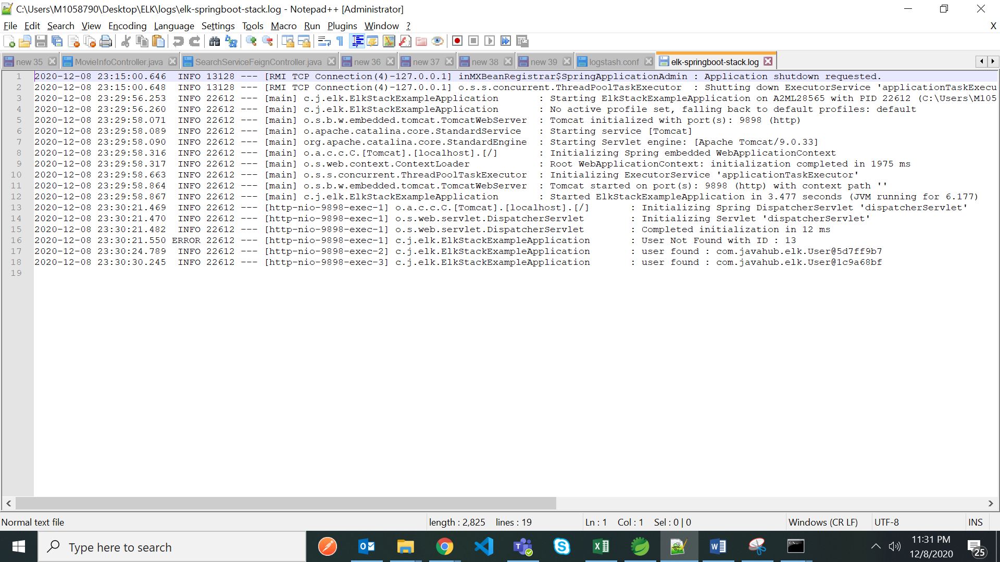 C:\Users\M1058790\Desktop\ELK\logs\elk-springboot-stack.log - Notepad++ [Administrator]
File Edit Search View Encoding Language Settings Tools Macro Run Plugins Window ? X
new 35 MovieInfoController.java SearchServiceFeignController.java new 36 new 37 new 38 new 39 logstash.conf elk-springboot-stack.log
1 2020-12-08 23:15:00.646  INFO 13128 --- [RMI TCP Connection(4)-127.0.0.1] inMXBeanRegistrar$SpringApplicationAdmin : Application shutdown requested.
2 2020-12-08 23:15:00.648  INFO 13128 --- [RMI TCP Connection(4)-127.0.0.1] o.s.s.concurrent.ThreadPoolTaskExecutor  : Shutting down ExecutorService 'applicationTaskExecu
3 2020-12-08 23:29:56.253  INFO 22612 --- [main] c.j.elk.ElkStackExampleApplication       : Starting ElkStackExampleApplication on A2ML28565 with PID 22612 (C:\Users\M105
4 2020-12-08 23:29:56.260  INFO 22612 --- [main] c.j.elk.ElkStackExampleApplication       : No active profile set, falling back to default profiles: default
5 2020-12-08 23:29:58.071  INFO 22612 --- [main] o.s.b.w.embedded.tomcat.TomcatWebServer  : Tomcat initialized with port(s): 9898 (http)
6 2020-12-08 23:29:58.089  INFO 22612 --- [main] o.apache.catalina.core.StandardService   : Starting service [Tomcat]
7 2020-12-08 23:29:58.090  INFO 22612 --- [main] org.apache.catalina.core.StandardEngine  : Starting Servlet engine: [Apache Tomcat/9.0.33]
8 2020-12-08 23:29:58.316  INFO 22612 --- [main] o.a.c.c.C.[Tomcat].[localhost].[/]       : Initializing Spring embedded WebApplicationContext
9 2020-12-08 23:29:58.317  INFO 22612 --- [main] o.s.web.context.ContextLoader            : Root WebApplicationContext: initialization completed in 1975 ms
10 2020-12-08 23:29:58.663  INFO 22612 --- [main] o.s.s.concurrent.ThreadPoolTaskExecutor  : Initializing ExecutorService 'applicationTaskExecutor'
11 2020-12-08 23:29:58.864  INFO 22612 --- [main] o.s.b.w.embedded.tomcat.TomcatWebServer  : Tomcat started on port(s): 9898 (http) with context path ''
12 2020-12-08 23:29:58.867  INFO 22612 --- [main] c.j.elk.ElkStackExampleApplication       : Started ElkStackExampleApplication in 3.477 seconds (JVM running for 6.177)
13 2020-12-08 23:30:21.469  INFO 22612 --- [http-nio-9898-exec-1] o.a.c.c.C.[Tomcat].[localhost].[/]       : Initializing Spring DispatcherServlet 'dispatcherServlet'
14 2020-12-08 23:30:21.470  INFO 22612 --- [http-nio-9898-exec-1] o.s.web.servlet.DispatcherServlet        : Initializing Servlet 'dispatcherServlet'
15 2020-12-08 23:30:21.482  INFO 22612 --- [http-nio-9898-exec-1] o.s.web.servlet.DispatcherServlet        : Completed initialization in 12 ms
16 2020-12-08 23:30:21.550 ERROR 22612 --- [http-nio-9898-exec-1] c.j.elk.ElkStackExampleApplication       : User Not Found with ID : 13
17 2020-12-08 23:30:24.789  INFO 22612 --- [http-nio-9898-exec-2] c.j.elk.ElkStackExampleApplication       : user found : com.javahub.elk.User@5d7ff9b7
18 2020-12-08 23:30:30.245  INFO 22612 --- [http-nio-9898-exec-3] c.j.elk.ElkStackExampleApplication       : user found : com.javahub.elk.User@1c9a68bf
19
Normal text file length : 2,825 lines : 19 Ln : 1 Col : 1 Sel : 0 | 0 Windows (CR LF) UTF-8 INS
Type here to search
11:31 PM
12/8/2020
25